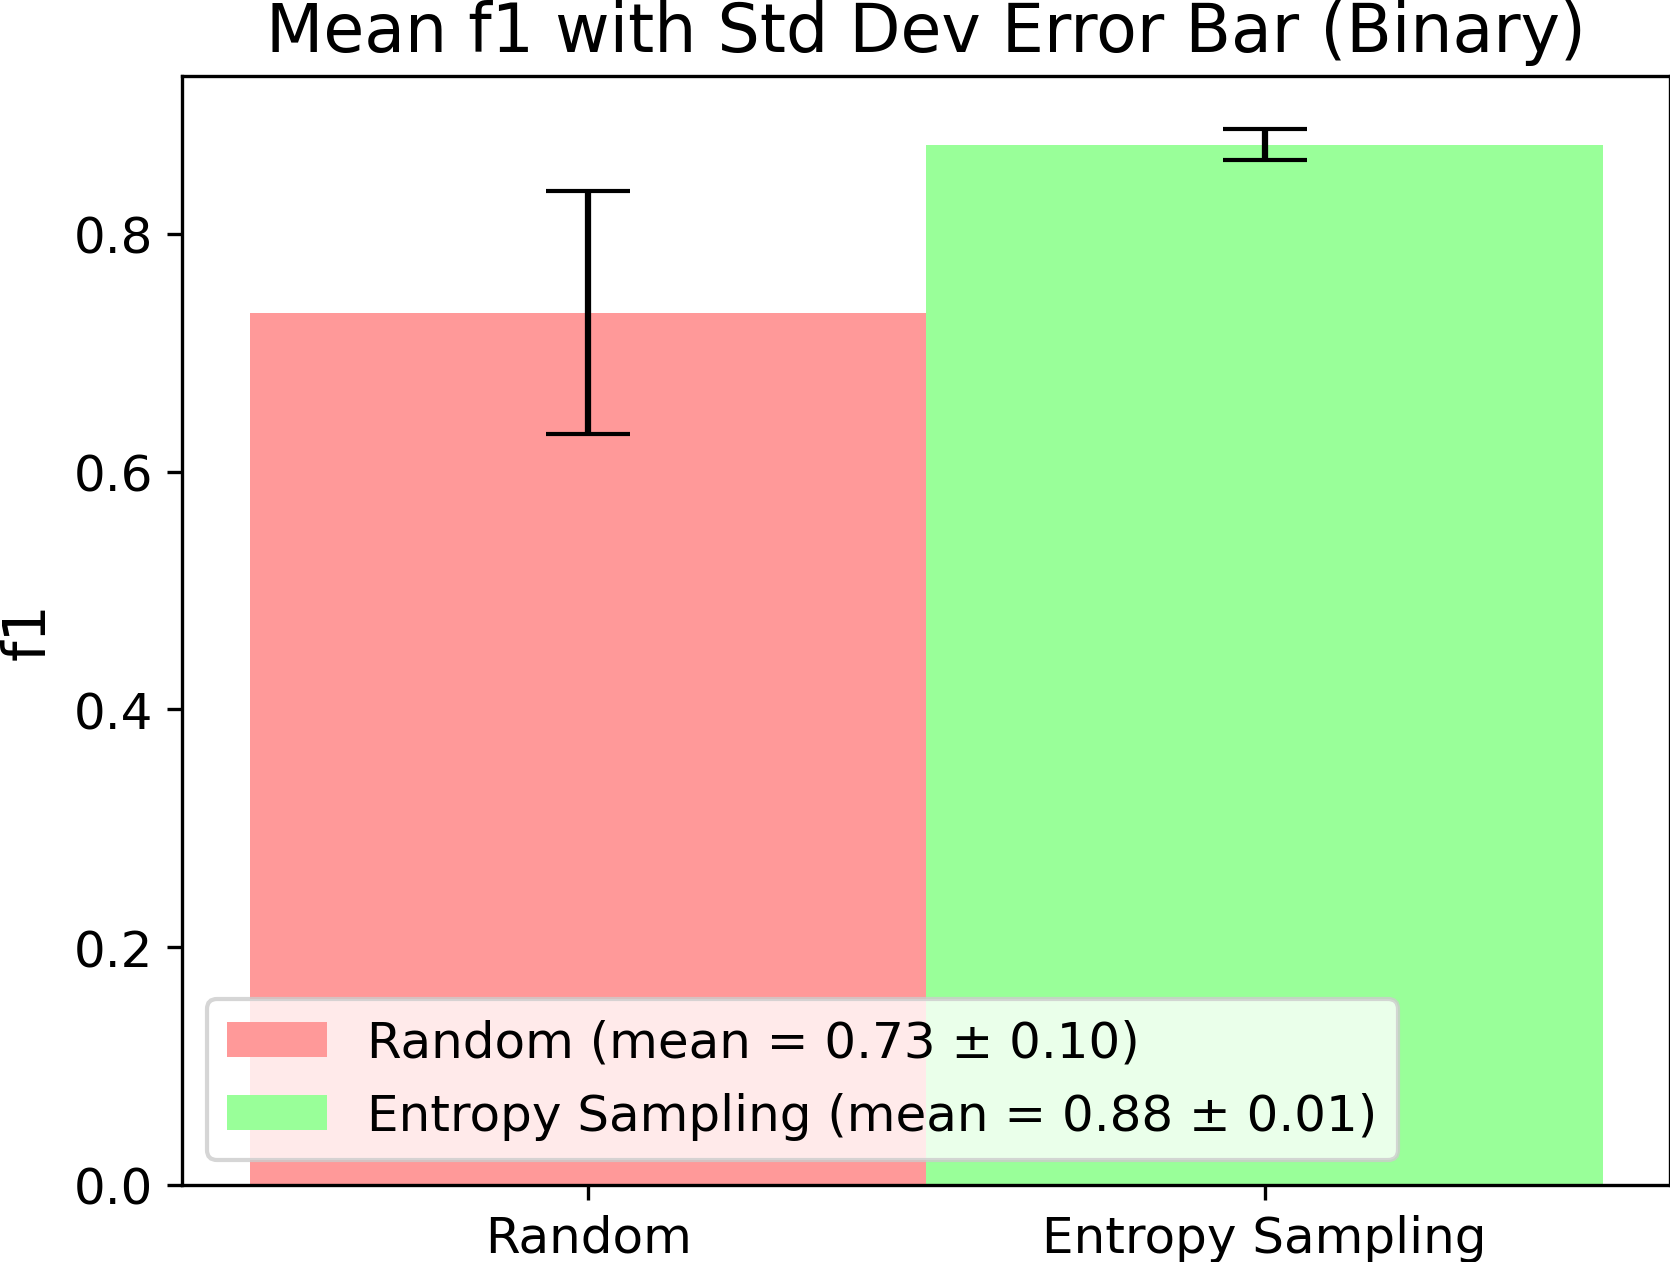 Mean f1 with Std Dev Error Bar (Binary)
f1
0.8
0.6
0.4
0.2
0.0
Random (mean = 0.73 ± 0.10)
Entropy Sampling (mean = 0.88 ± 0.01)
Random
Entropy Sampling